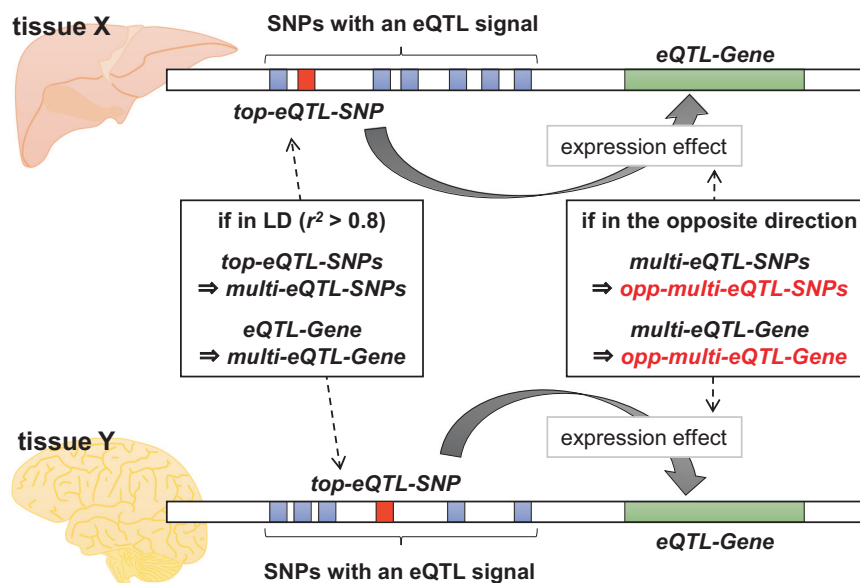 tissue X
SNPs with an eQTL signal
eQTL-Gene
top-eQTL-SNP
expression effect
if in LD (r² > 0.8)
top-eQTL-SNPs
⇒ multi-eQTL-SNPs
eQTL-Gene
⇒ multi-eQTL-Gene
if in the opposite direction
multi-eQTL-SNPs
⇒ opp-multi-eQTL-SNPs
multi-eQTL-Gene
⇒ opp-multi-eQTL-Gene
tissue Y
expression effect
top-eQTL-SNP
eQTL-Gene
SNPs with an eQTL signal